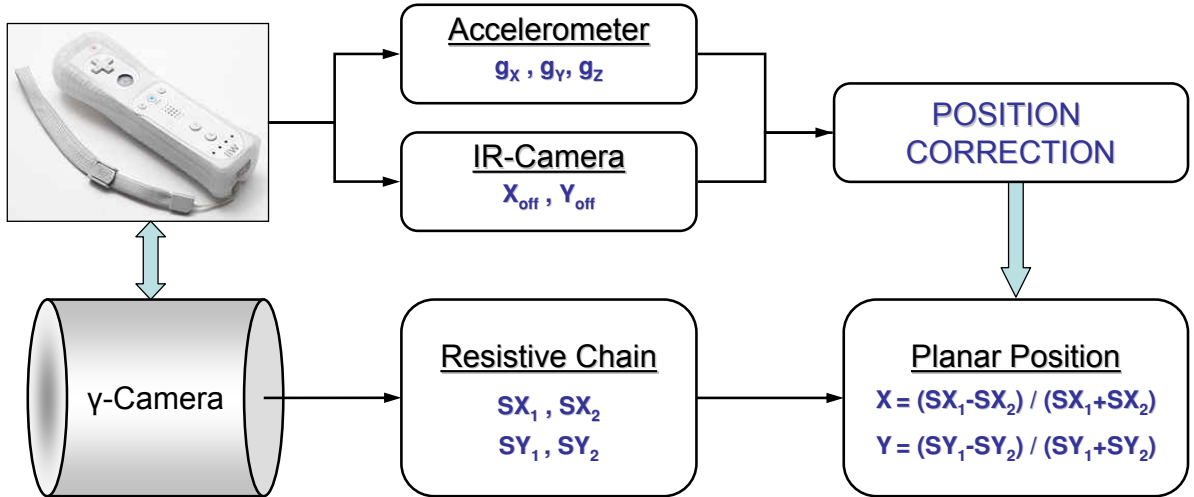 Accelerometer
gX , gY, gZ
IR-Camera
Xoff , Yoff
POSITION
CORRECTION
Wii
γ-Camera
Resistive Chain
SX1 , SX2
SY1 , SY2
Planar Position
X = (SX1-SX2) / (SX1+SX2)
Y = (SY1-SY2) / (SY1+SY2)